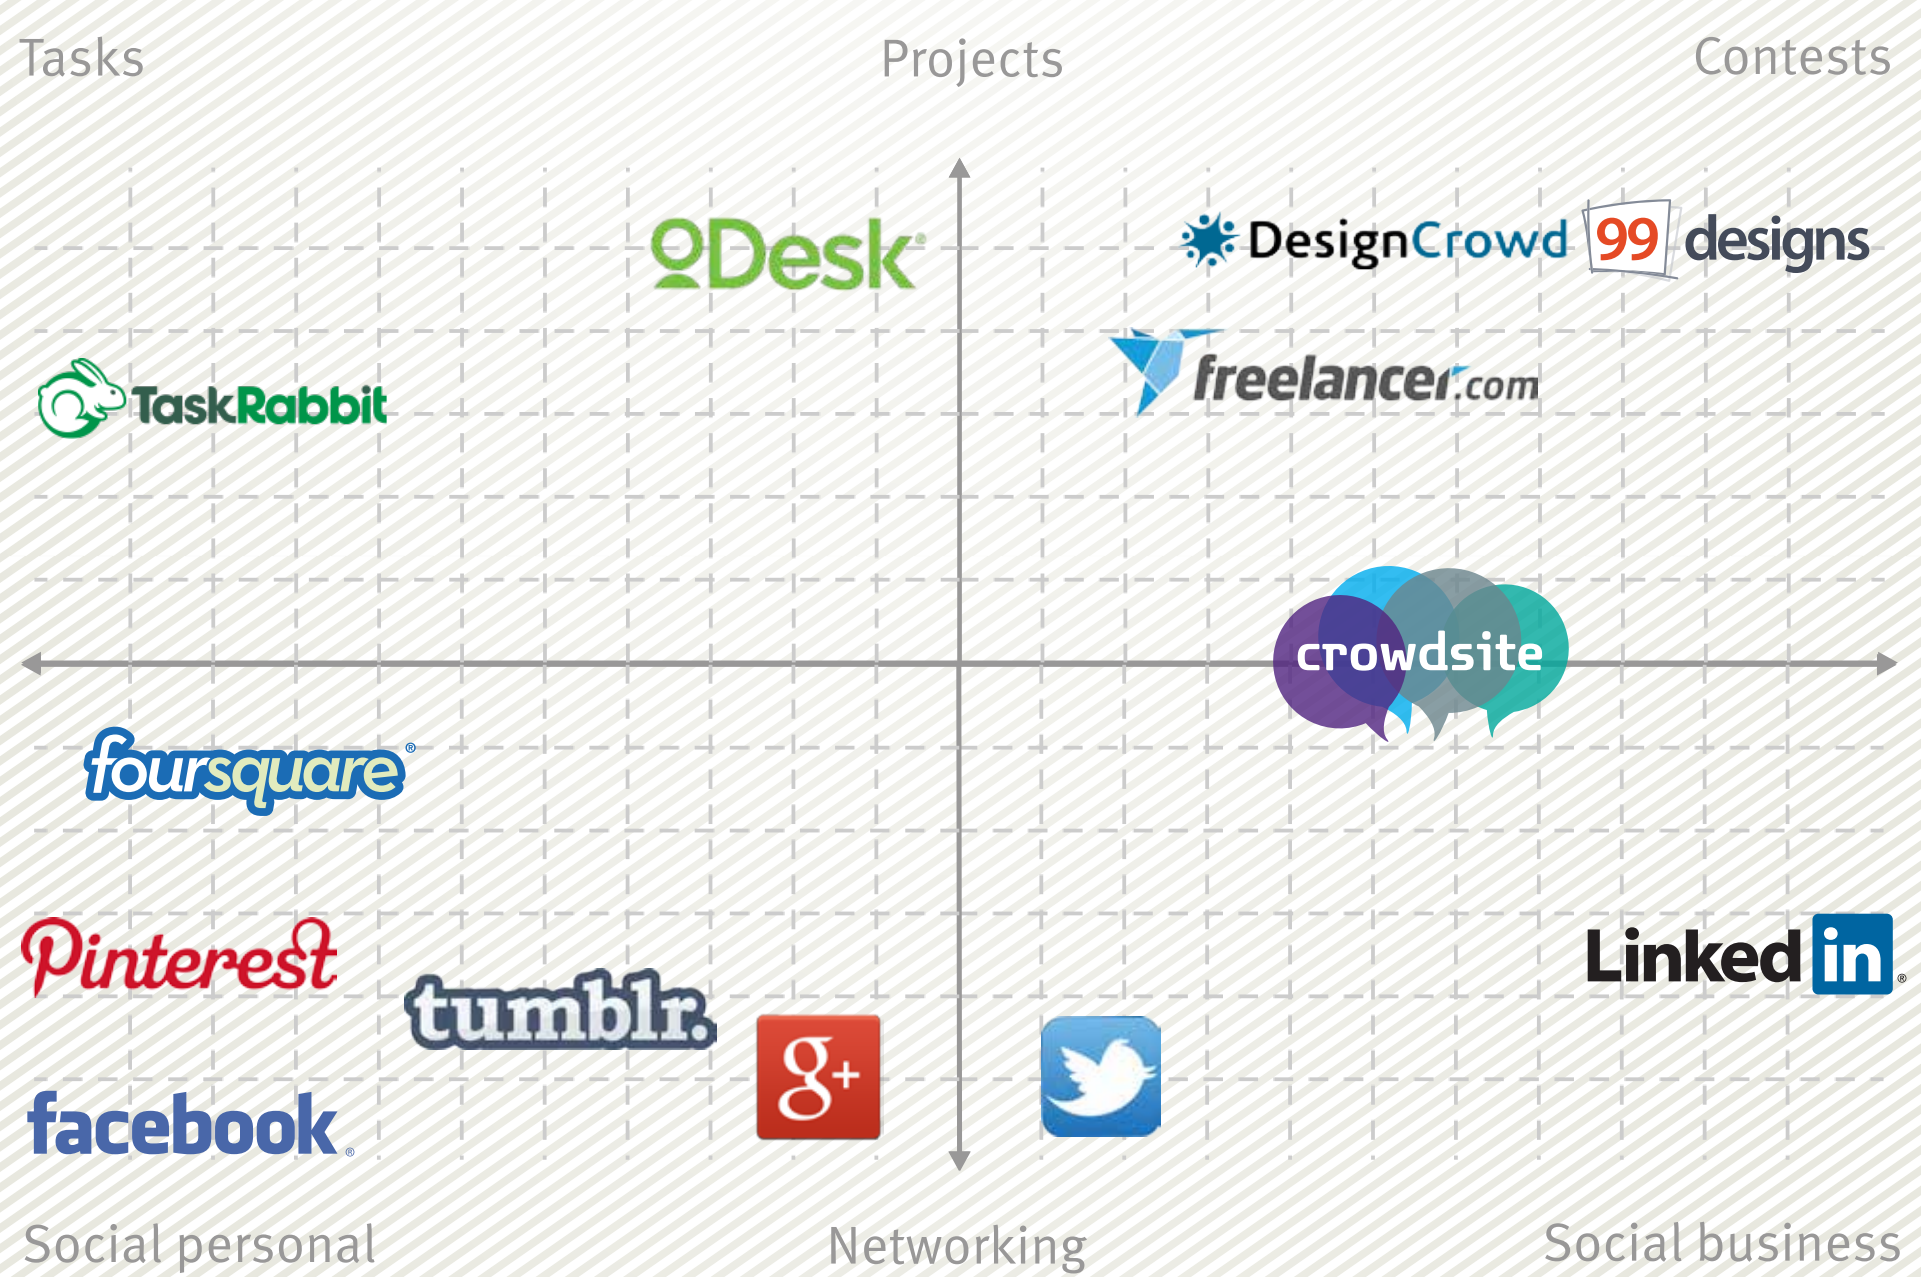 Tasks
Projects
Contests
oDesk®
DesignCrowd
99 designs
freelancer.com
TaskRabbit
crowdsite
foursquare®
Pinterest
Linkedin®
tumblr.
g+
facebook®
Social personal
Networking
Social business